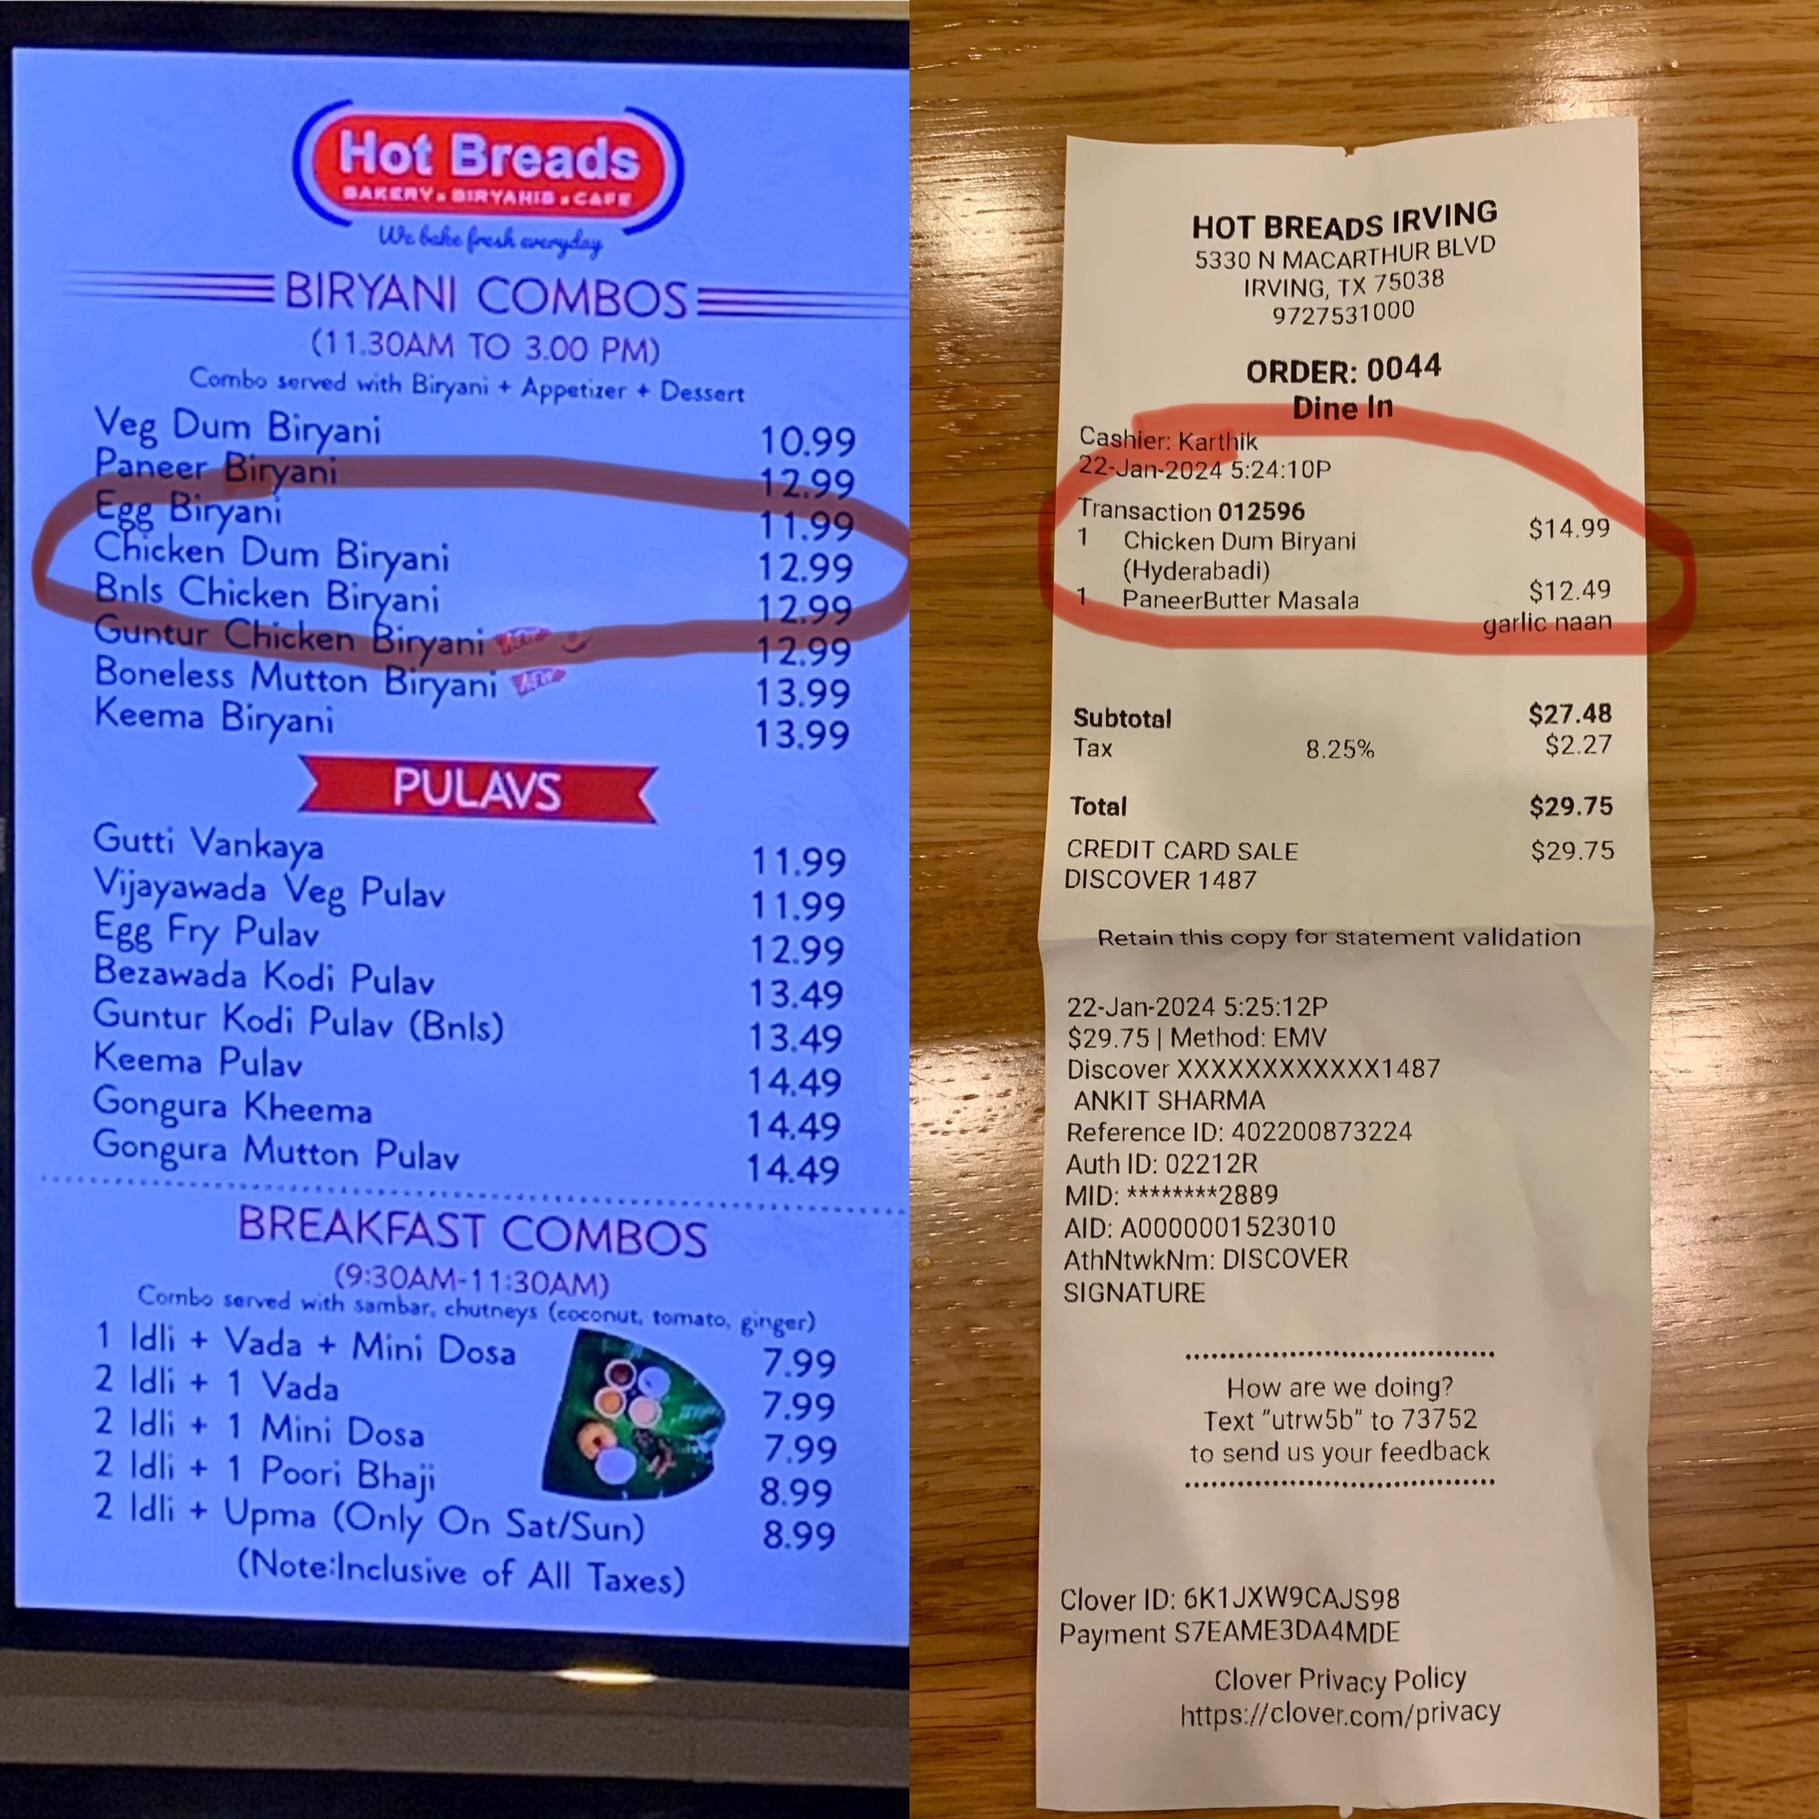 Hot Breads
BAKERY. BIRYANIS. CAFE
We bake fresh everyday
BIRYANI COMBOS
(11.30AM TO 3.00 PM)
Combo served with Biryani + Appetizer + Dessert
Veg Dum Biryani 10.99
Paneer Biryani 12.99
Egg Biryani 11.99
Chicken Dum Biryani 12.99
Bnls Chicken Biryani 12.99
Guntur Chicken Biryani NEW 12.99
Boneless Mutton Biryani NEW 13.99
Keema Biryani 13.99
PULAVS
Gutti Vankaya 11.99
Vijayawada Veg Pulav 11.99
Egg Fry Pulav 12.99
Bezawada Kodi Pulav 13.49
Guntur Kodi Pulav (Bnls) 13.49
Keema Pulav 14.49
Gongura Kheema 14.49
Gongura Mutton Pulav 14.49
BREAKFAST COMBOS
(9:30AM-11:30AM)
Combo served with sambar, chutneys (coconut, tomato, ginger)
1 Idli + Vada + Mini Dosa 7.99
2 Idli + 1 Vada 7.99
2 Idli + 1 Mini Dosa 7.99
2 Idli + 1 Poori Bhaji 8.99
2 Idli + Upma (Only On Sat/Sun) 8.99
(Note:Inclusive of All Taxes)
HOT BREADS IRVING
5330 N MACARTHUR BLVD
IRVING, TX 75038
9727531000
ORDER: 0044
Dine In
Cashier: Karthik
22-Jan-2024 5:24:10P
Transaction 012596
1 Chicken Dum Biryani $14.99
(Hyderabadi)
1 PaneerButter Masala $12.49
garlic naan
Subtotal $27.48
Tax 8.25% $2.27
Total $29.75
CREDIT CARD SALE $29.75
DISCOVER 1487
Retain this copy for statement validation
22-Jan-2024 5:25:12P
$29.75 | Method: EMV
Discover XXXXXXXXXXXX1487
ANKIT SHARMA
Reference ID: 402200873224
Auth ID: 02212R
MID: ********2889
AID: A0000001523010
AthNtwkNm: DISCOVER
SIGNATURE
How are we doing?
Text "utrw5b" to 73752
to send us your feedback
Clover ID: 6K1JXW9CAJS98
Payment S7EAME3DA4MDE
Clover Privacy Policy
https://clover.com/privacy